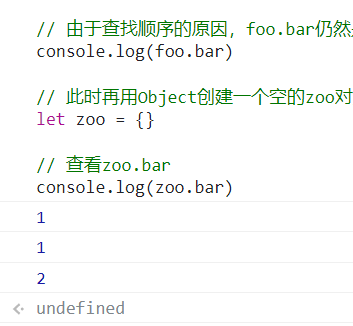 // 由于查找顺序的原因，foo.bar仍然
console.log(foo.bar)
// 此时再用Object创建一个空的zoo对
let zoo = {}
// 查看zoo.bar
console.log(zoo.bar)
1
1
2
undefined